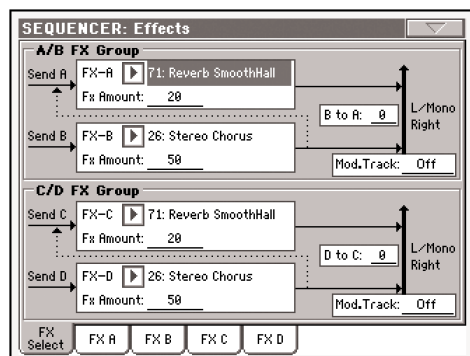 SEQUENCER: Effects
A/B FX Group
Send A FX-A 71: Reverb SmoothHall
Fx Amount: 20
B to A: 0
L/Mono
Right
Send B FX-B 26: Stereo Chorus
Fx Amount: 50
Mod.Track: Off
C/D FX Group
Send C FX-C 71: Reverb SmoothHall
Fx Amount: 20
D to C: 0
L/Mono
Right
Send D FX-D 26: Stereo Chorus
Fx Amount: 50
Mod.Track: Off
FX Select FX A FX B FX C FX D